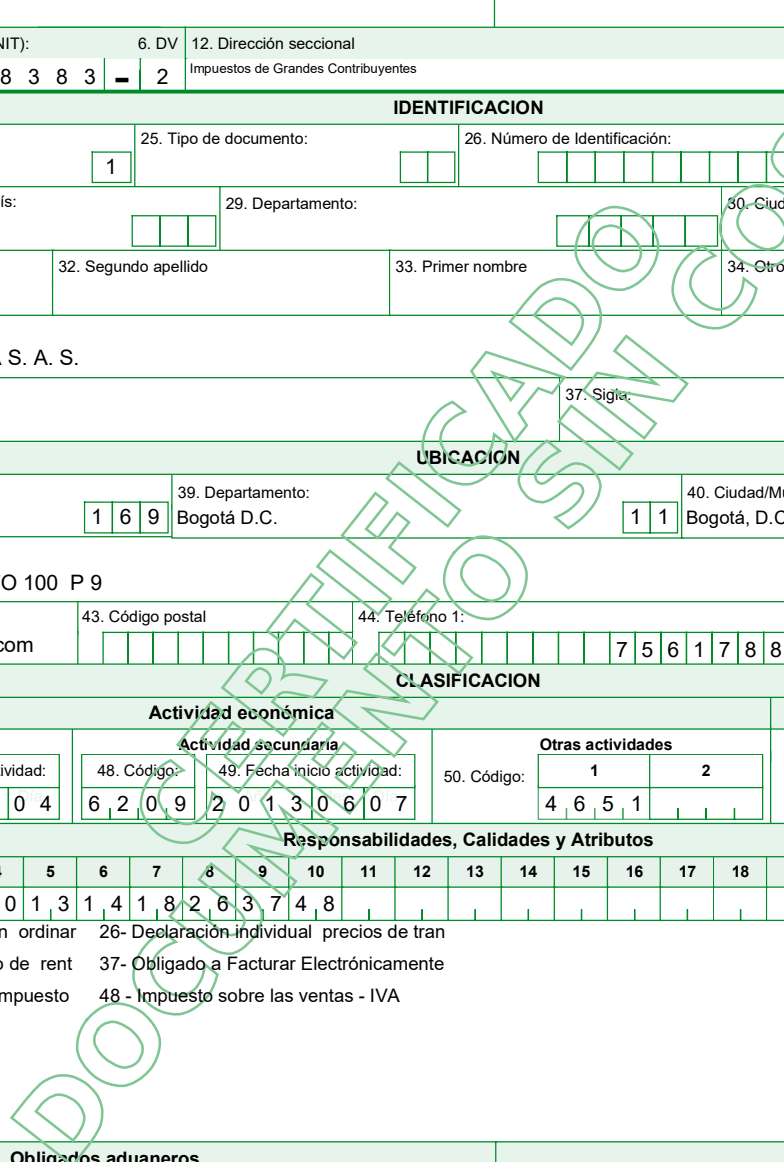 NIT): 6. DV 12. Dirección seccional
8 3 8 3 - 2 Impuestos de Grandes Contribuyentes
IDENTIFICACION
25. Tipo de documento: 26. Número de Identificación:
1
ís: 29. Departamento: 30. Ciud
32. Segundo apellido 33. Primer nombre 34. Otro
S. A. S.
37. Sigla:
UBICACION
39. Departamento: 40. Ciudad/Mu
1 6 9 Bogotá D.C. 1 1 Bogotá, D.C
O 100 P 9
43. Código postal 44. Teléfono 1:
com 7 5 6 1 7 8 8
CLASIFICACION
Actividad económica
Actividad secundaria Otras actividades
ividad: 48. Código: 49. Fecha inicio actividad: 50. Código: 1 2
0 4 6 2 0 9 2 0 1 3 0 6 0 7 4 6 5 1
Responsabilidades, Calidades y Atributos
5 6 7 8 9 10 11 12 13 14 15 16 17 18
0 1 3 1 4 1 8 2 6 3 7 4 8
n ordinar 26- Declaración individual precios de tran
o de rent 37- Obligado a Facturar Electrónicamente
mpuesto 48 - Impuesto sobre las ventas - IVA
Obligados aduaneros
CERTIFICADO
DOCUMENTO SIN COS